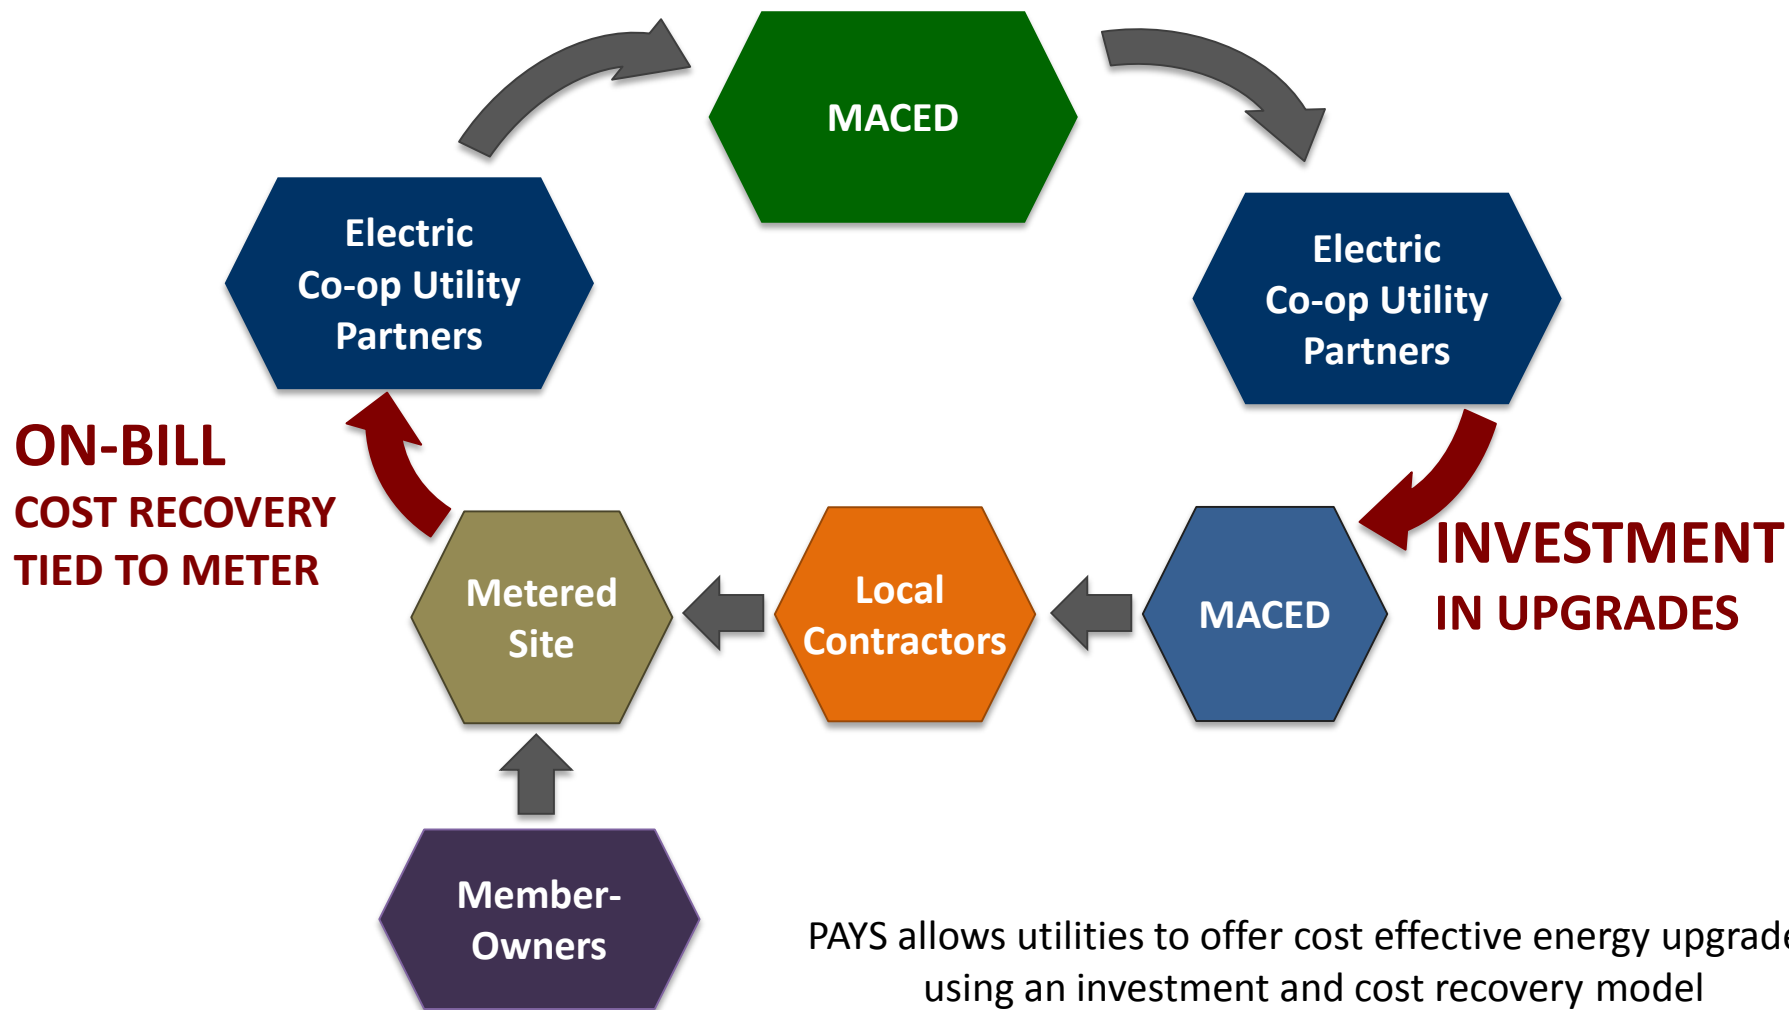 MACED
Electric
Co-op Utility
Partners
Electric
Co-op Utility
Partners
ON-BILL
COST RECOVERY
TIED TO METER
INVESTMENT
IN UPGRADES
Metered
Site
Local
Contractors
MACED
Member-
Owners
PAYS allows utilities to offer cost effective energy upgrade
using an investment and cost recovery model